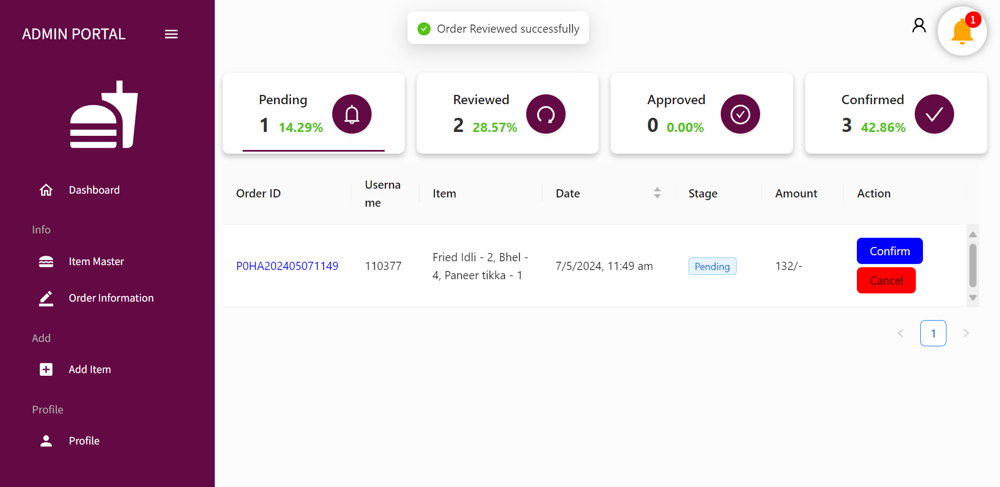 ADMIN PORTAL
Order Reviewed successfully
1
Pending
1 14.29%
Reviewed
2 28.57%
Approved
0 0.00%
Confirmed
3 42.86%
Dashboard
Info
Item Master
Order Information
Add
Add Item
Profile
Profile
Order ID
Userna
me
Item
Date
Stage
Amount
Action
P0HA202405071149
110377
Fried Idli - 2, Bhel -
4, Paneer tikka - 1
7/5/2024, 11:49 am
Pending
132/-
Confirm
Cancel
1